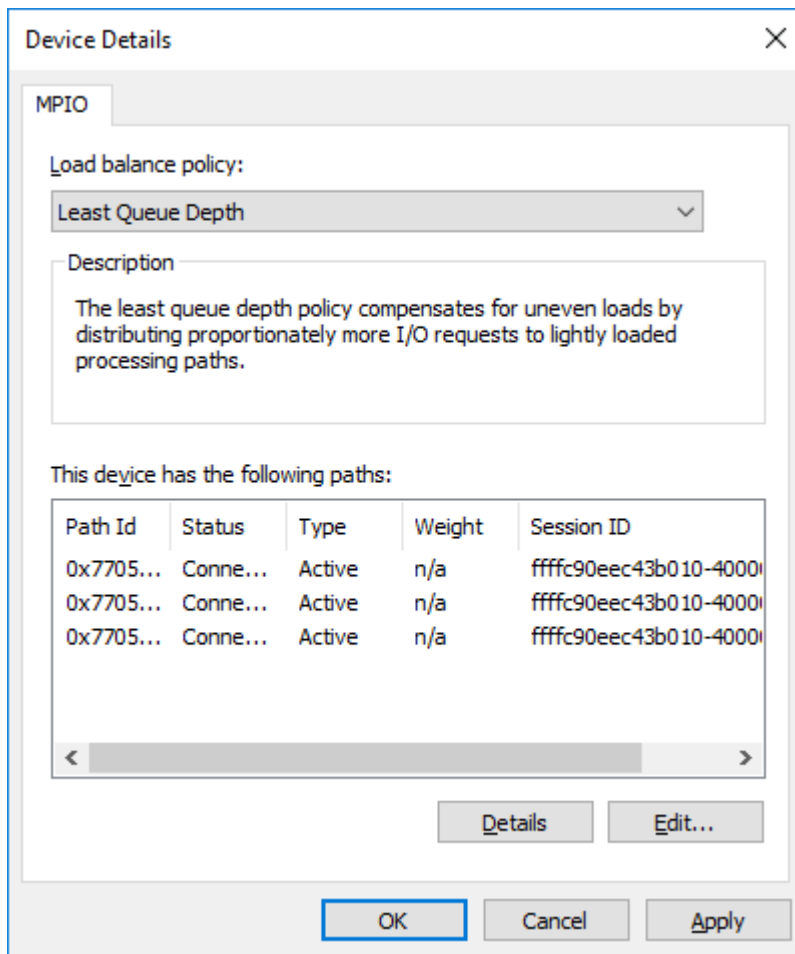 Device Details
MPIO
Load balance policy:
Least Queue Depth
Description
The least queue depth policy compensates for uneven loads by
distributing proportionately more I/O requests to lightly loaded
processing paths.
This device has the following paths:
Path Id Status Type Weight Session ID
0x7705... Conne... Active n/a ffffc90eec43b010-4000
0x7705... Conne... Active n/a ffffc90eec43b010-4000
0x7705... Conne... Active n/a ffffc90eec43b010-4000
Details Edit...
OK Cancel Apply